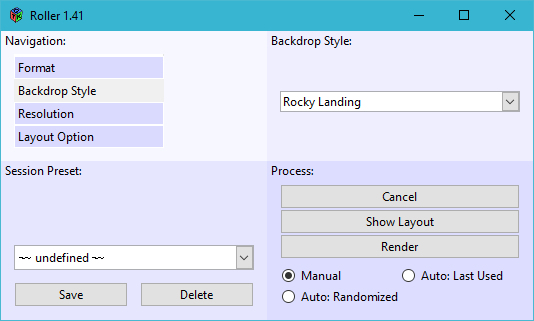 Roller 1.41
Navigation:
Format
Backdrop Style
Resolution
Layout Option
Backdrop Style:
Rocky Landing
Session Preset:
~~ undefined ~~
Save
Delete
Process:
Cancel
Show Layout
Render
Manual
Auto: Last Used
Auto: Randomized